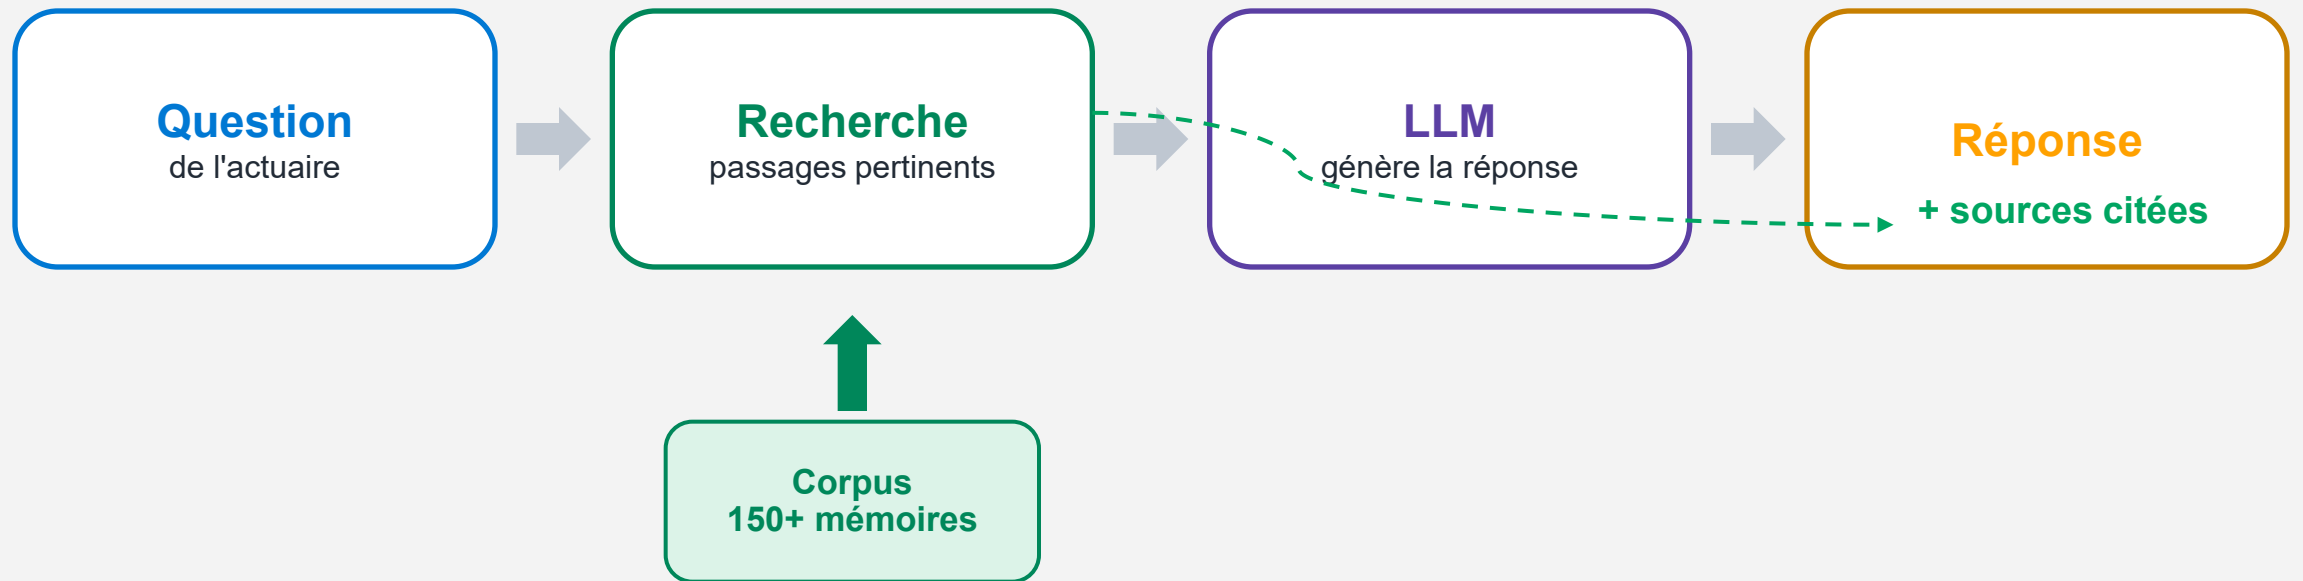 Question
de l'actuaire
Recherche
passages pertinents
LLM
génère la réponse
Réponse
+ sources citées
Corpus
150+ mémoires